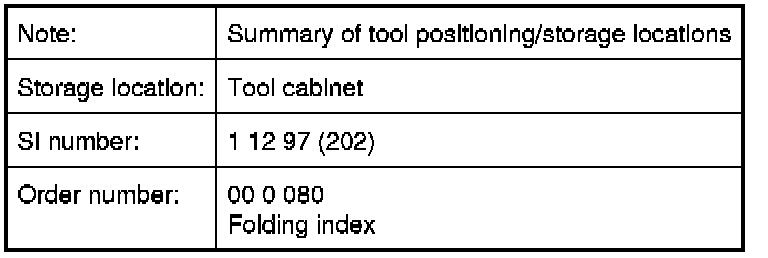 Note: Summary of tool positioning/storage locations
Storage location: Tool cabinet
SI number: 1 12 97 (202)
Order number: 00 0 080
Folding index